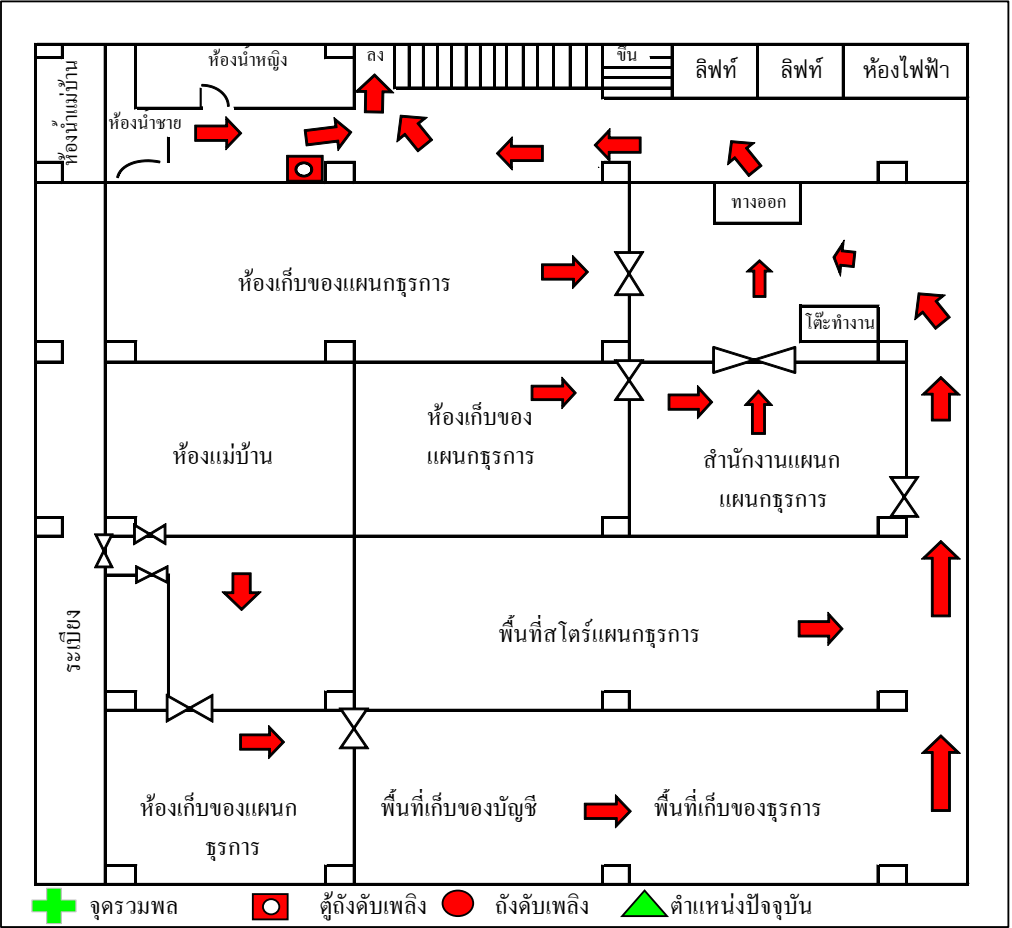 ห้องน้ำหญิง
ลง
ขึ้น
ลิฟท์
ลิฟท์
ห้องไฟฟ้า
ห้องน้ำแม่บ้าน
ห้องน้ำชาย
ทางออก
ห้องเก็บของแผนกธุรการ
โต๊ะทำงาน
ห้องแม่บ้าน
ห้องเก็บของ
แผนกธุรการ
สำนักงานแผนก
แผนกธุรการ
ระเบียง
พื้นที่สโตร์แผนกธุรการ
ห้องเก็บของแผนก
ธุรการ
พื้นที่เก็บของบัญชี
พื้นที่เก็บของธุรการ
จุดรวมพล
ตู้ถังดับเพลิง
ถังดับเพลิง
ตำแหน่งปัจจุบัน